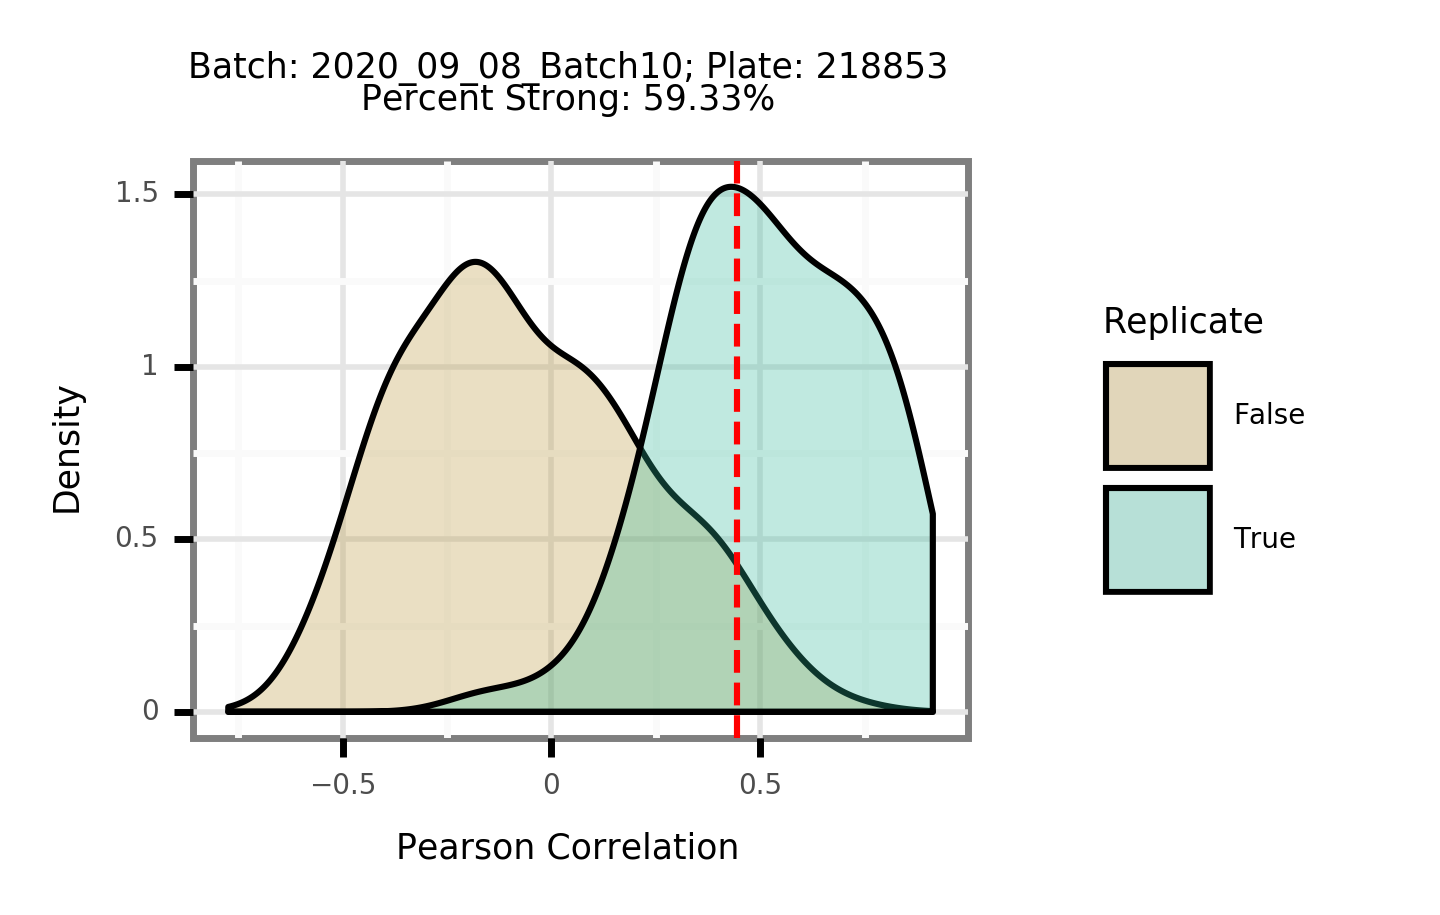 Batch: 2020_09_08_Batch10; Plate: 218853
Percent Strong: 59.33%
1.5
1
0.5
0
Density
−0.5
0
0.5
Pearson Correlation
Replicate
False
True